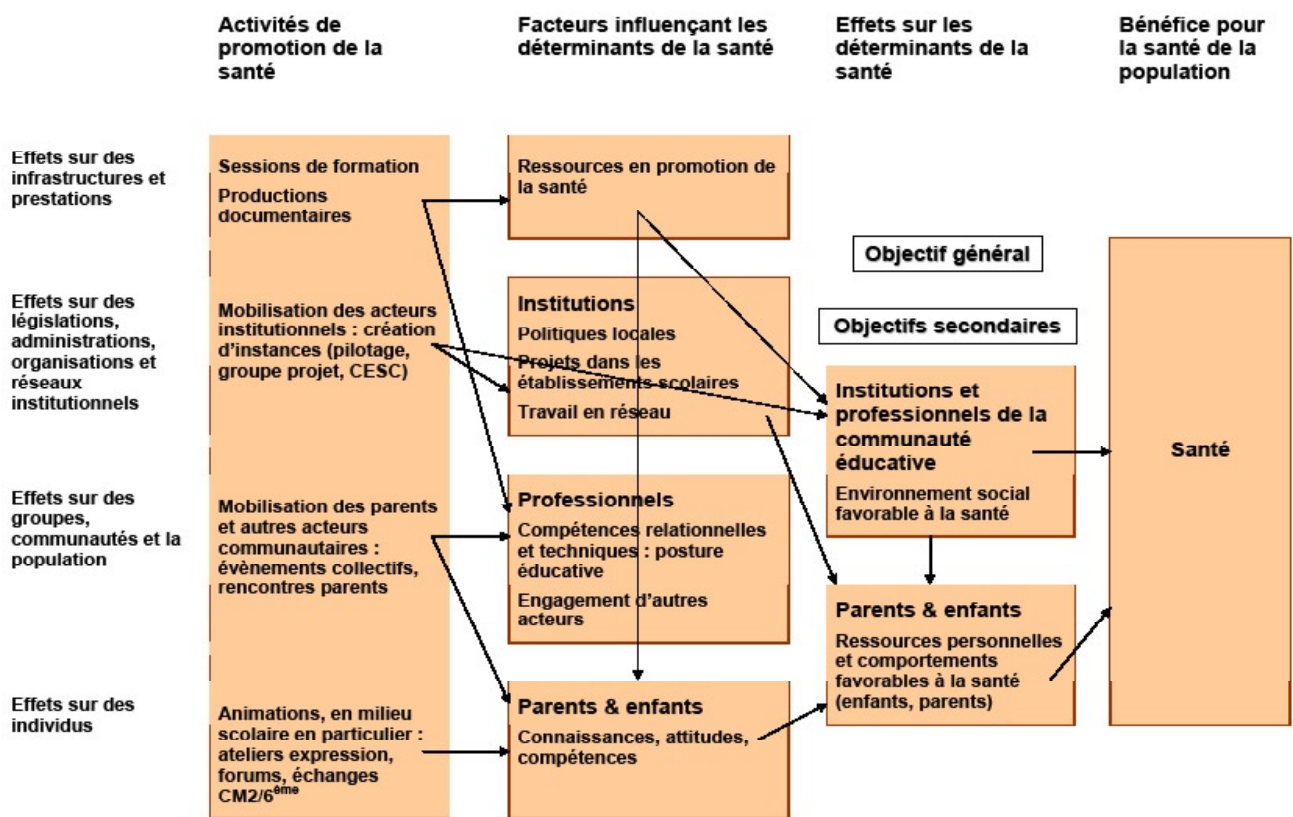 Activités de
promotion de la
santé
Facteurs influençant les
déterminants de la santé
Effets sur les
déterminants de la
santé
Bénéfice pour
la santé de la
population
Effets sur des
infrastructures et
prestations
Sessions de formation
Productions
documentaires
Ressources en promotion de
la santé
Objectif général
Objectifs secondaires
Effets sur des
législations,
administrations,
organisations et
réseaux
institutionnels
Mobilisation des acteurs
institutionnels : création
d'instances (pilotage,
groupe projet, CESC)
Institutions
Politiques locales
Projets dans les
établissements scolaires
Travail en réseau
Institutions et
professionnels de la
communauté
éducative
Environnement social
favorable à la santé
Santé
Effets sur des
groupes,
communautés et la
population
Mobilisation des parents
et autres acteurs
communautaires :
évènements collectifs,
rencontres parents
Professionnels
Compétences relationnelles
et techniques : posture
éducative
Engagement d'autres
acteurs
Parents & enfants
Ressources personnelles
et comportements
favorables à la santé
(enfants, parents)
Effets sur des
individus
Animations, en milieu
scolaire en particulier :
ateliers expression,
forums, échanges
CM2/6ème
Parents & enfants
Connaissances, attitudes,
compétences